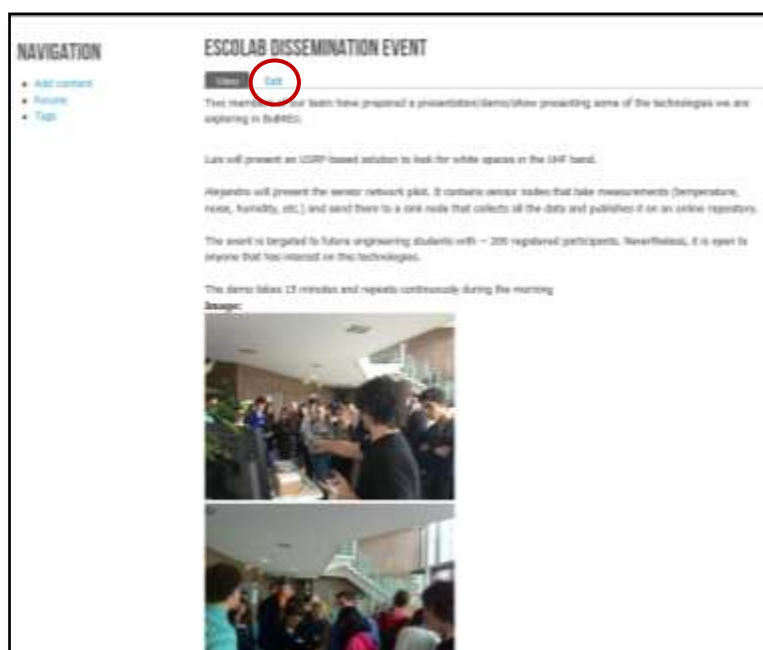 NAVIGATION
Add content
Forums
Tags
ESCOLAB DISSEMINATION EVENT
View Edit
Two members of our team have prepared a presentation/demo/show presenting some of the technologies we are
exploring in
Luis will present an USRP-based solution to look for white spaces in the UHF band.
Alejandro will present the sensor network pilot. It contains sensor nodes that take measurements (temperature,
noise, humidity, etc.) and send them to a sink node that collects all the data and publishes it on an online repository.
The event is targeted to future engineering students with ~ 200 registered participants. Nevertheless, it is open to
anyone that has interest on this technologies.
The demo takes 15 minutes and repeats continuously during the morning
Image: